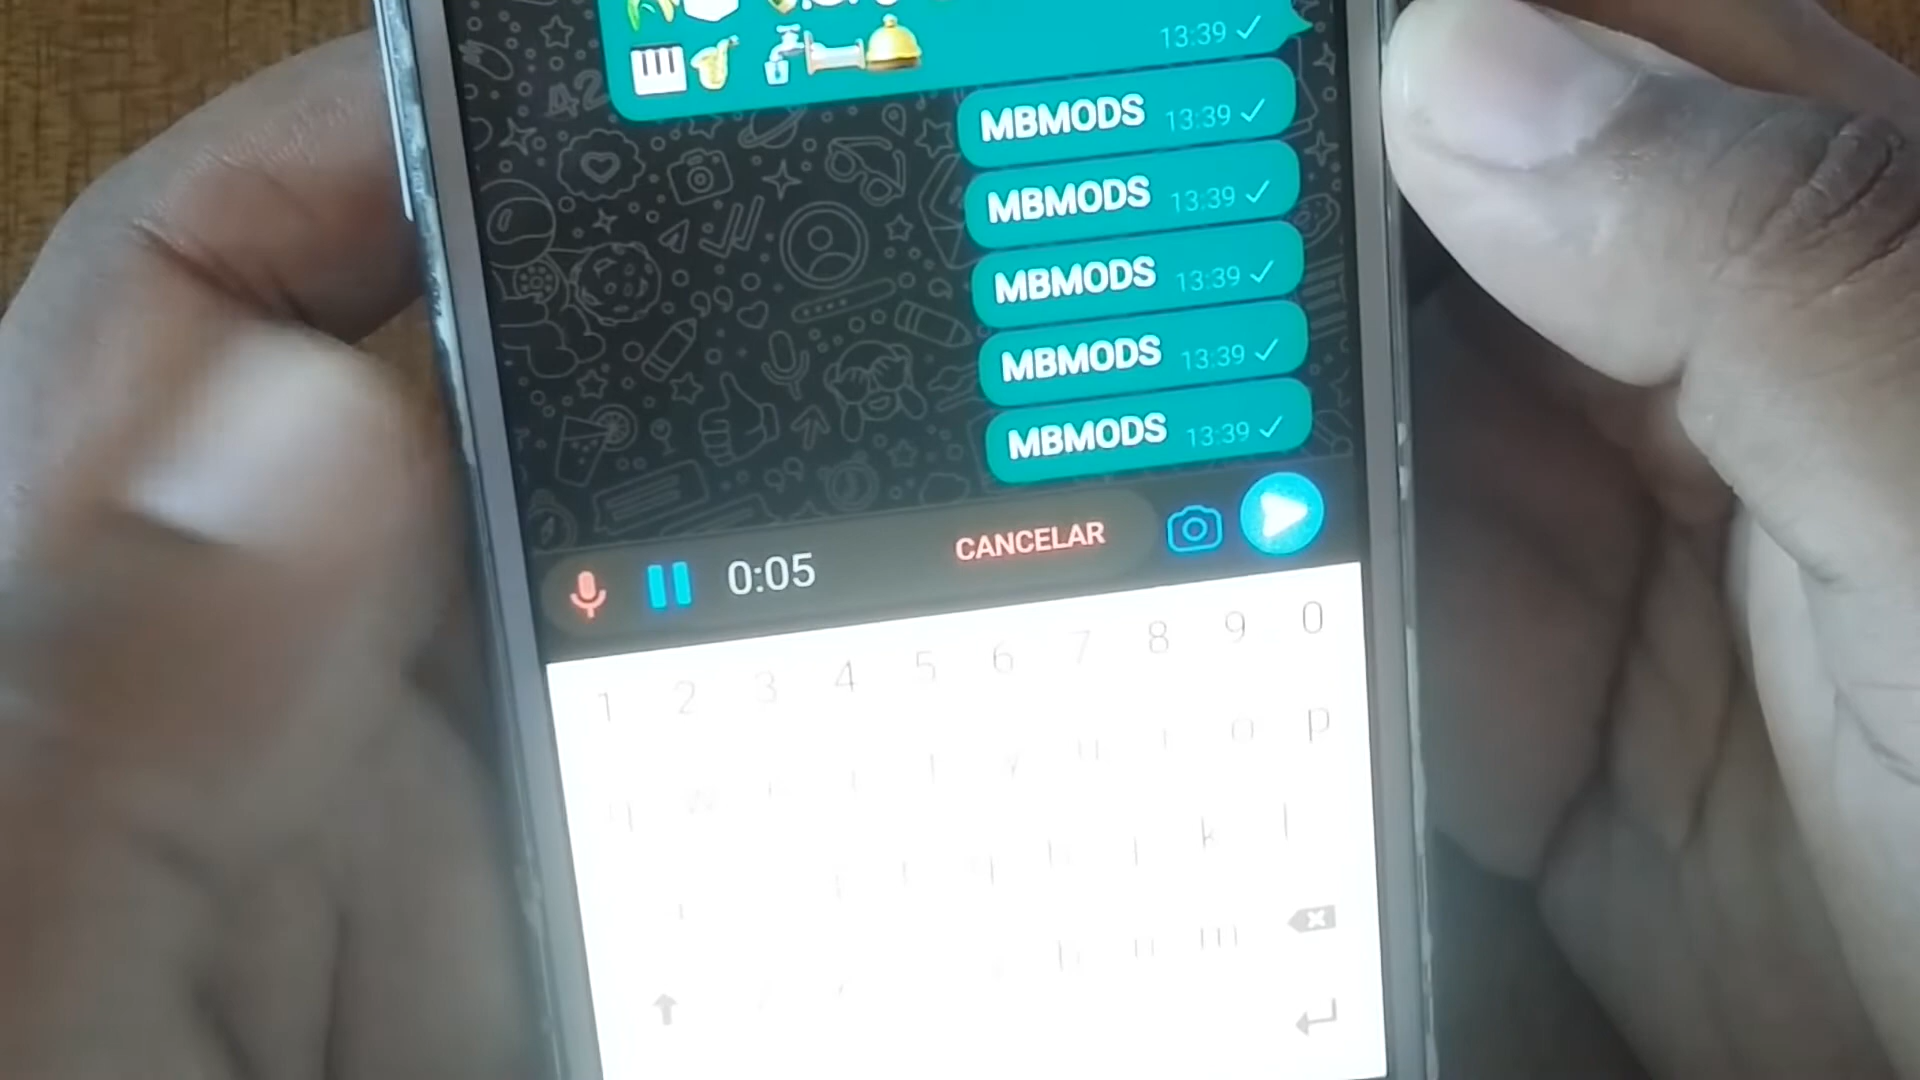 13:39
MBMODS 13:39
MBMODS 13:39
MBMODS 13:39
MBMODS 13:39
MBMODS 13:39
0:05 CANCELAR
1 2 3 4 5 6 7 8 9 0
q w t y u i o p
g h j k l
b n m